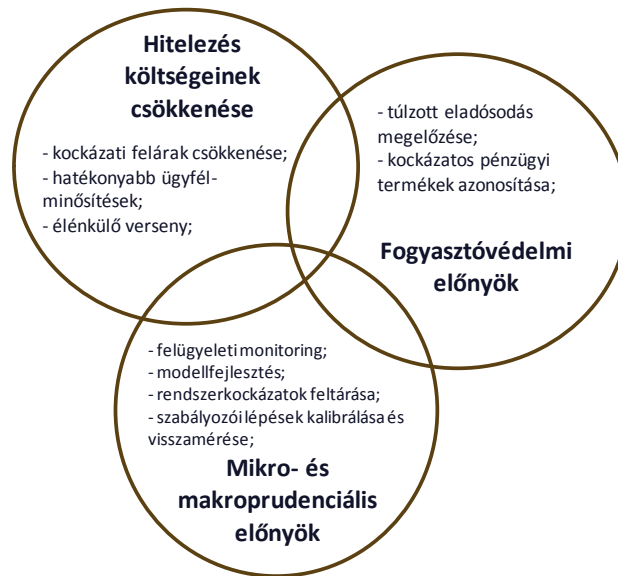 Hitelezés
költségeinek
csökkenése
- kockázati felárak csökkenése;
- hatékonyabb ügyfél-
minősítések;
- élénkülő verseny;
- túlzott eladósodás
megelőzése;
- kockázatos pénzügyi
termékek azonosítása;
Fogyasztóvédelmi
előnyök
- felügyeleti monitoring;
- modellfejlesztés;
- rendszerkockázatok feltárása;
- szabályozói lépések kalibrálása és
visszamérése;
Mikro- és
makroprudenciális
előnyök